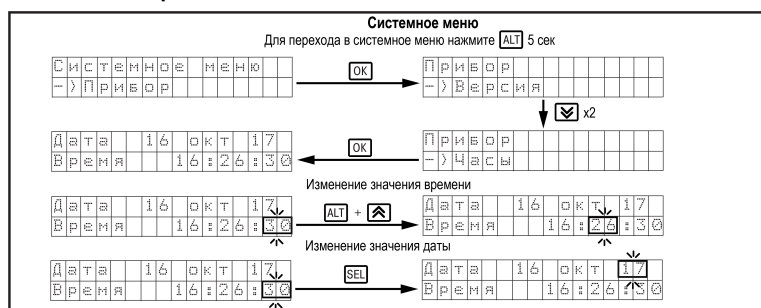 Системное меню
Для перехода в системное меню нажмите ALT 5 сек
Системное меню
->Прибор
OK
Прибор
->Версия
x2
Прибор
->Часы
OK
Дата 16 окт 17
Время 16:26:30
Изменение значения времени
Дата 16 окт 17
Время 16:26:30
ALT +
Дата 16 окт 17
Время 16:26:30
Изменение значения даты
Дата 16 окт 17
Время 16:26:30
SEL
Дата 16 окт 17
Время 16:26:30